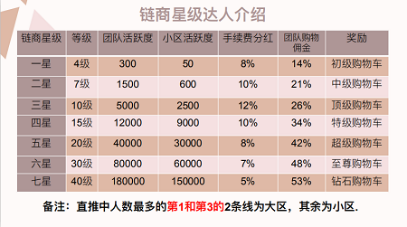 链商星级达人介绍
链商星级 等级 团队活跃度 小区活跃度 手续费分红 团队购物佣金 奖励
一星 4级 300 50 8% 14% 初级购物车
二星 7级 1500 600 10% 21% 中级购物车
三星 10级 5000 2500 12% 26% 顶级购物车
四星 15级 12000 9000 10% 34% 特级购物车
五星 20级 40000 30000 8% 42% 超级购物车
六星 30级 80000 60000 7% 48% 至尊购物车
七星 40级 180000 150000 5% 53% 钻石购物车
备注：直推中人数最多的第1和第3的2条线为大区，其余为小区.